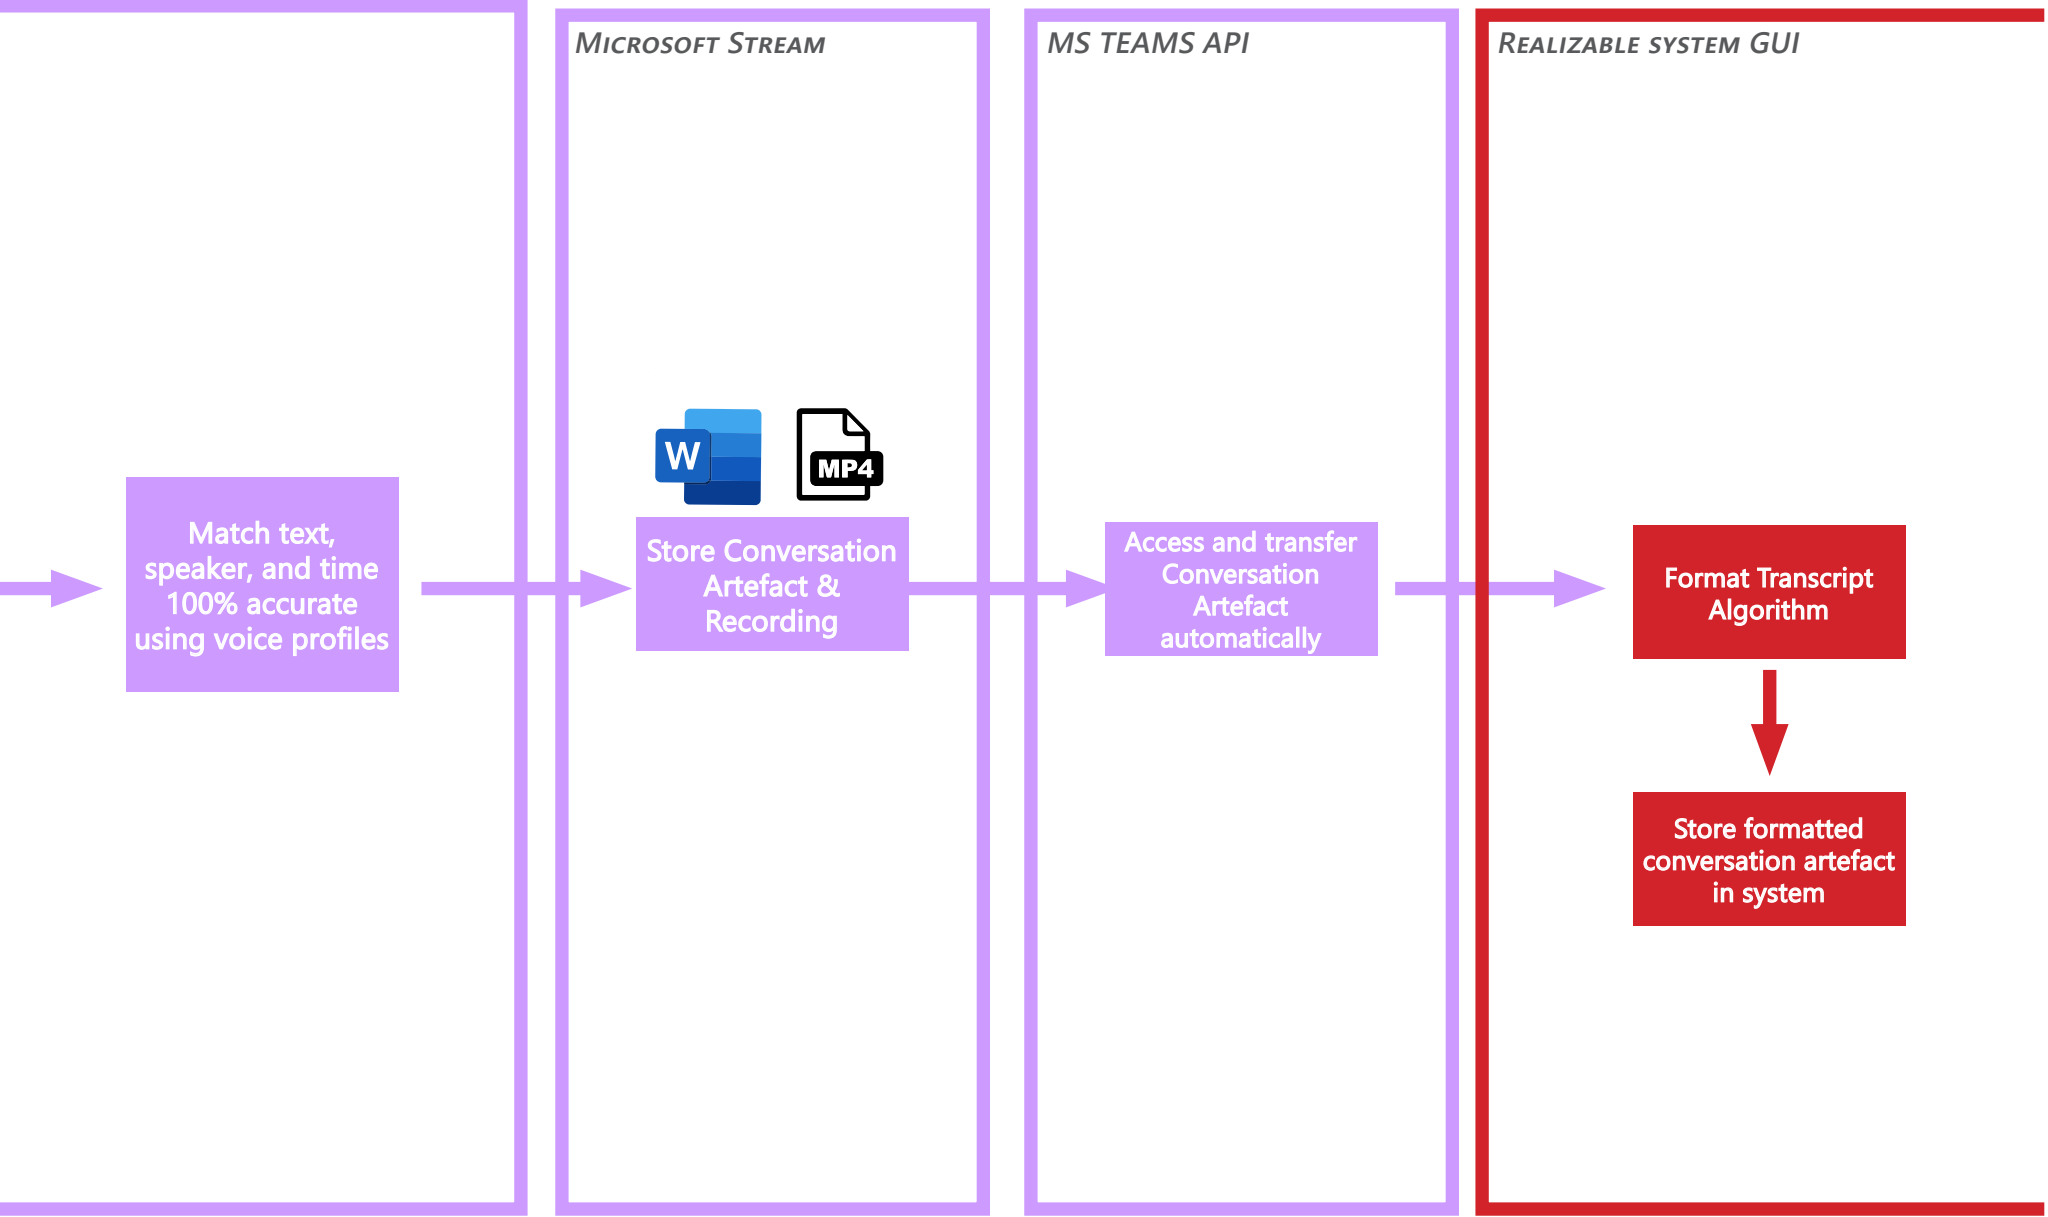 Microsoft Stream
MS TEAMS API
Realizable system GUI
W
MP4
Match text,
speaker, and time
100% accurate
using voice profiles
Store Conversation
Artefact &
Recording
Access and transfer
Conversation
Artefact
automatically
Format Transcript
Algorithm
Store formatted
conversation artefact
in system